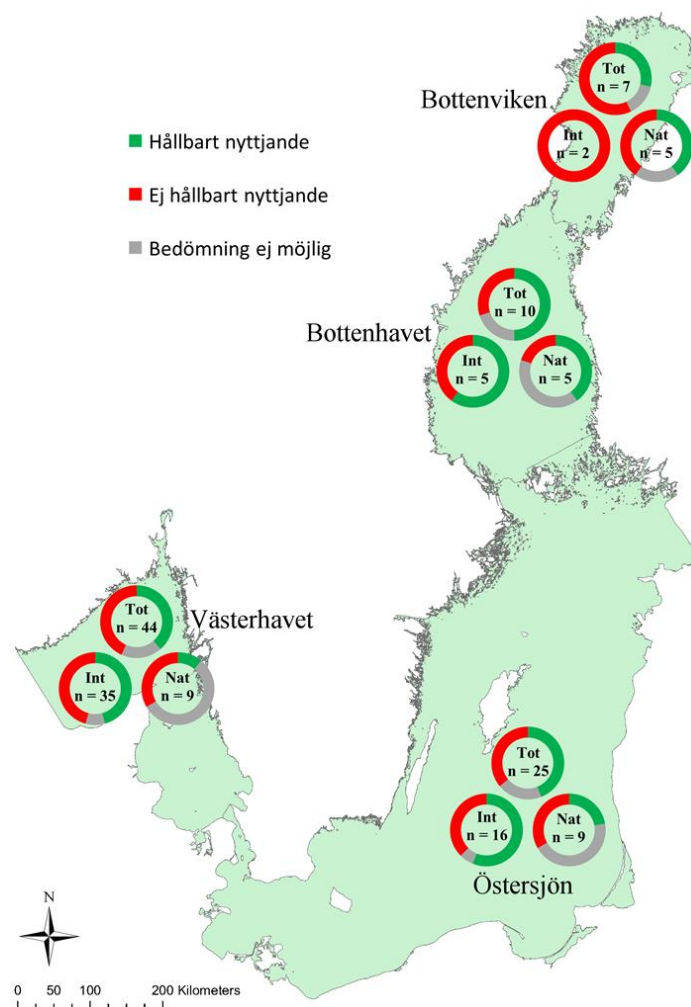 Tot
n = 7
Bottenviken
Int
n = 2
Nat
n = 5
Hållbart nyttjande
Ej hållbart nyttjande
Bedömning ej möjlig
Tot
n = 10
Bottenhavet
Int
n = 5
Nat
n = 5
Tot
n = 44
Västerhavet
Int
n = 35
Nat
n = 9
Tot
n = 25
Int
n = 16
Nat
n = 9
Östersjön
N
0 50 100 200 Kilometers